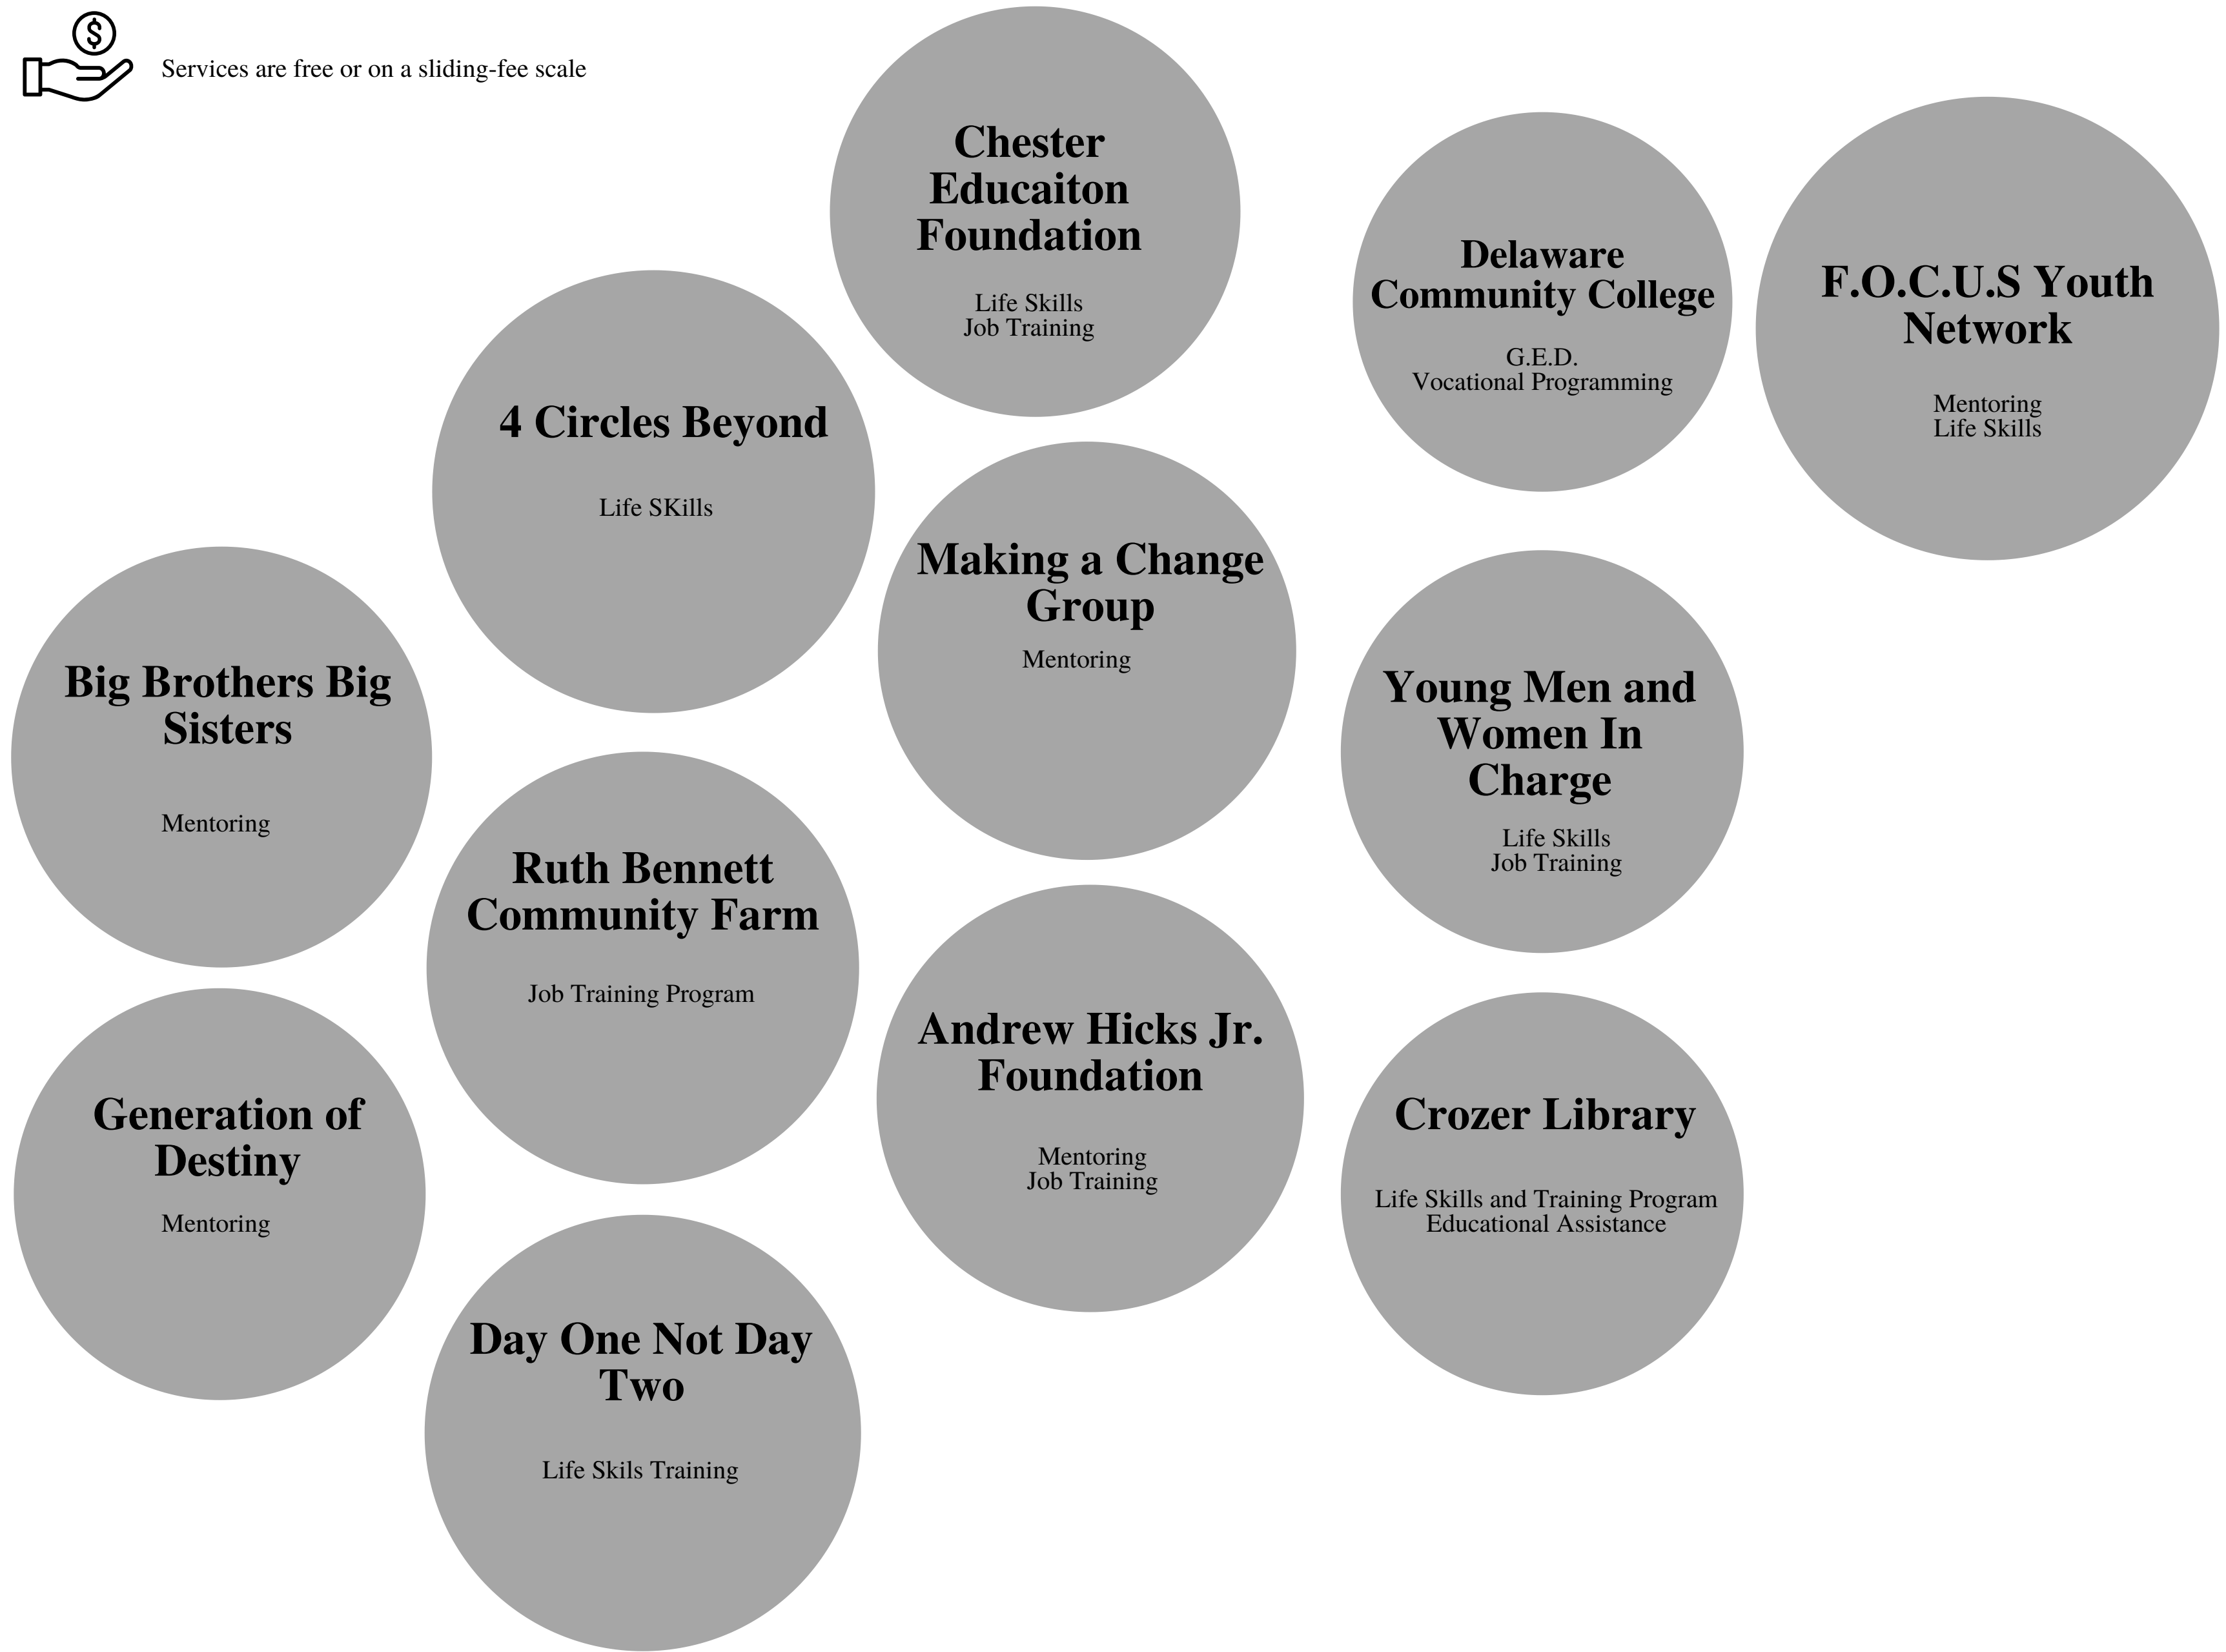 $
Services are free or on a sliding-fee scale
Chester
Educaiton
Foundation
Life Skills
Job Training
Delaware
Community College
G.E.D.
Vocational Programming
F.O.C.U.S Youth
Network
Mentoring
Life Skills
4 Circles Beyond
Life SKills
Making a Change
Group
Mentoring
Big Brothers Big
Sisters
Mentoring
Young Men and
Women In
Charge
Life Skills
Job Training
Ruth Bennett
Community Farm
Job Training Program
Andrew Hicks Jr.
Foundation
Mentoring
Job Training
Generation of
Destiny
Mentoring
Crozer Library
Life Skills and Training Program
Educational Assistance
Day One Not Day
Two
Life Skils Training